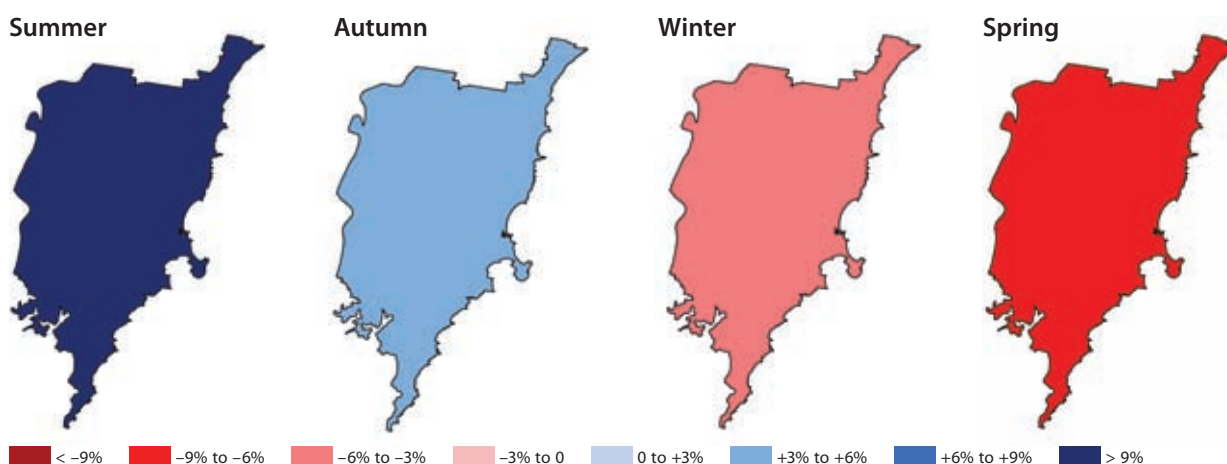 Summer Autumn Winter Spring
< –9% –9% to –6% –6% to –3% –3% to 0 0 to +3% +3% to +6% +6% to +9% > 9%